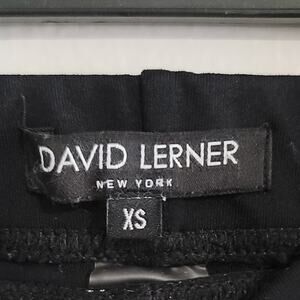 DAVID LERNER
NEW YORK
XS